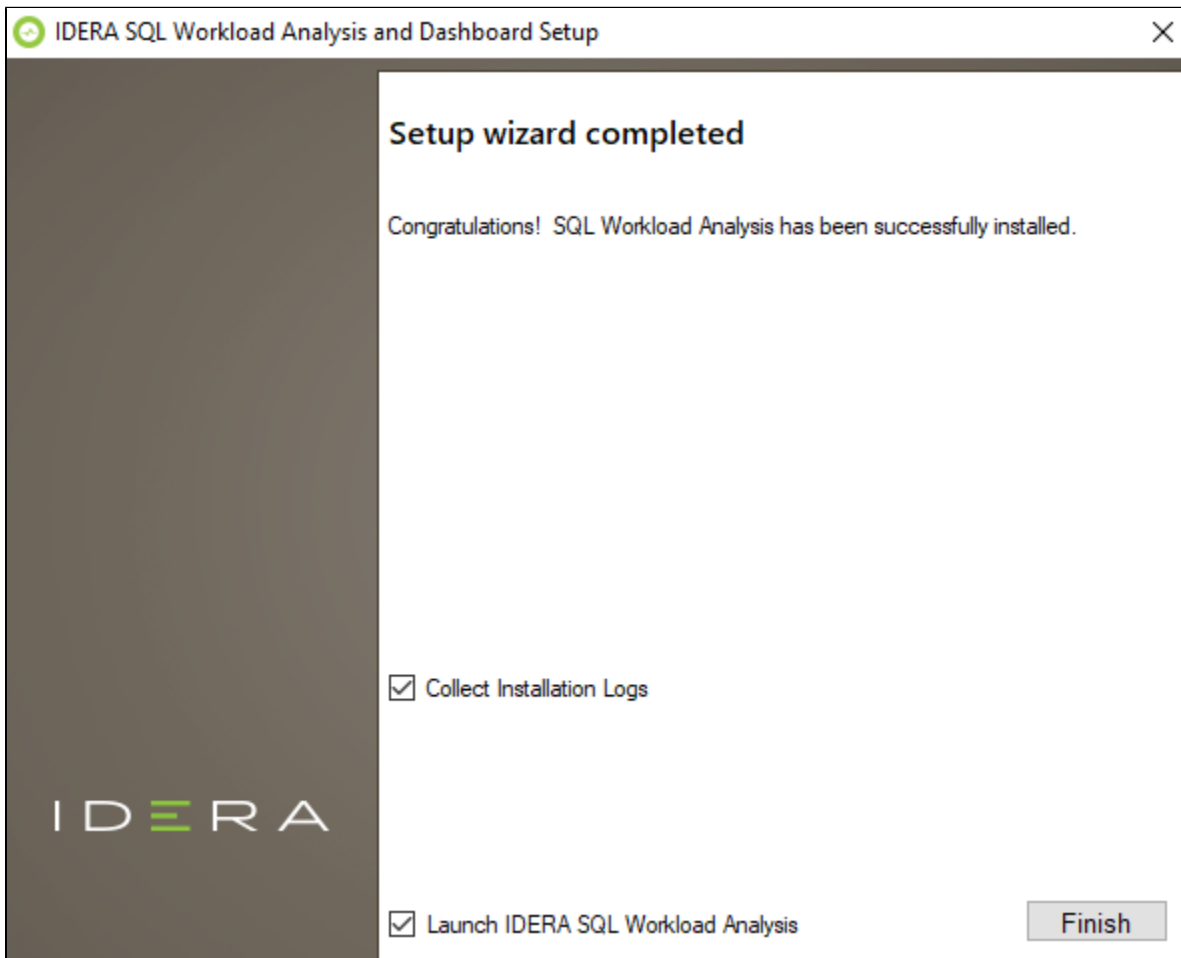 IDERA SQL Workload Analysis and Dashboard Setup
Setup wizard completed
Congratulations!  SQL Workload Analysis has been successfully installed.
Collect Installation Logs
IDERA
Launch IDERA SQL Workload Analysis
Finish